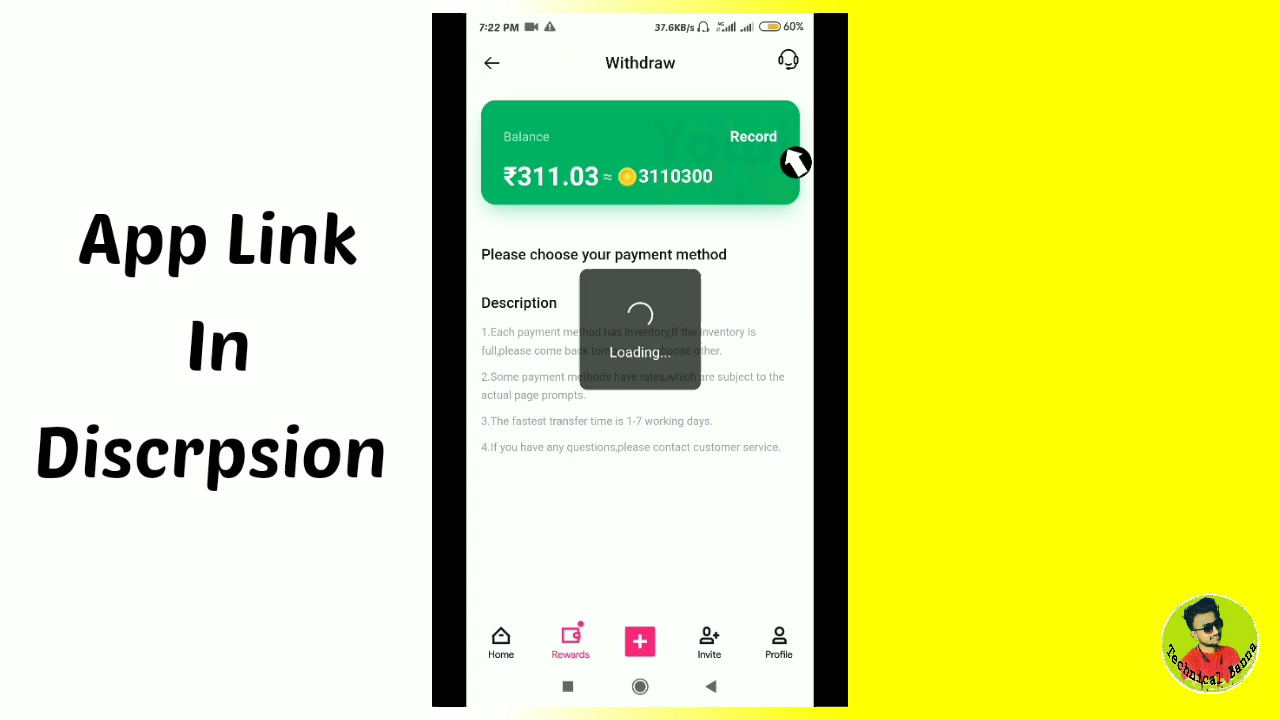 App Link
In
Discrpsion
7:22 PM
37.6KB/s
4G
60%
Withdraw
Balance
Record
₹311.03 ≈ 3110300
Please choose your payment method
Description
1.Each payment method has inventory,If the inventory is
full,please come back tomorrow or choose other.
2.Some payment methods have rates,which are subject to the
actual page prompts.
3.The fastest transfer time is 1-7 working days.
4.If you have any questions,please contact customer service.
Loading...
Home
Rewards
Invite
Profile
Technical Banna